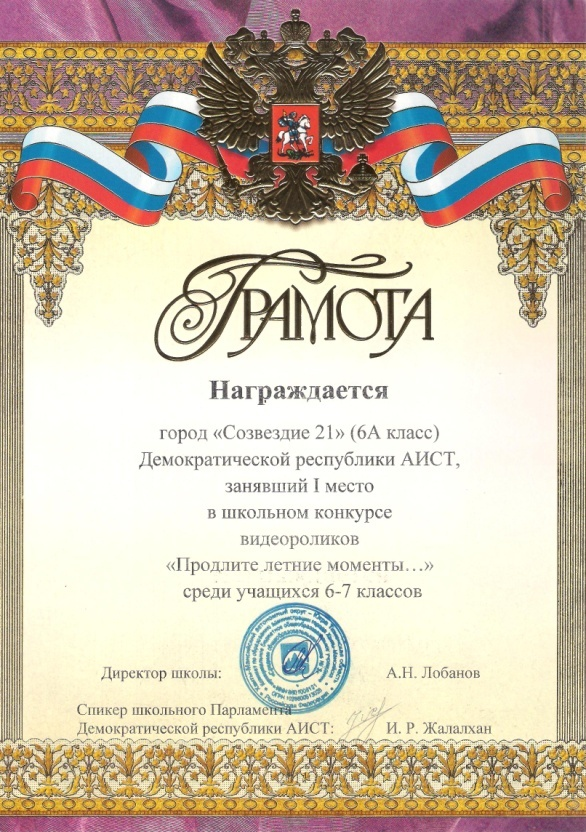 Грамота
Награждается
город «Созвездие 21» (6А класс)
Демократической республики АИСТ,
занявший I место
в школьном конкурсе
видеороликов
«Продлите летние моменты…»
среди учащихся 6-7 классов
Директор школы: А.Н. Лобанов
Спикер школьного Парламента
Демократической республики АИСТ: И. Р. Жалалхан